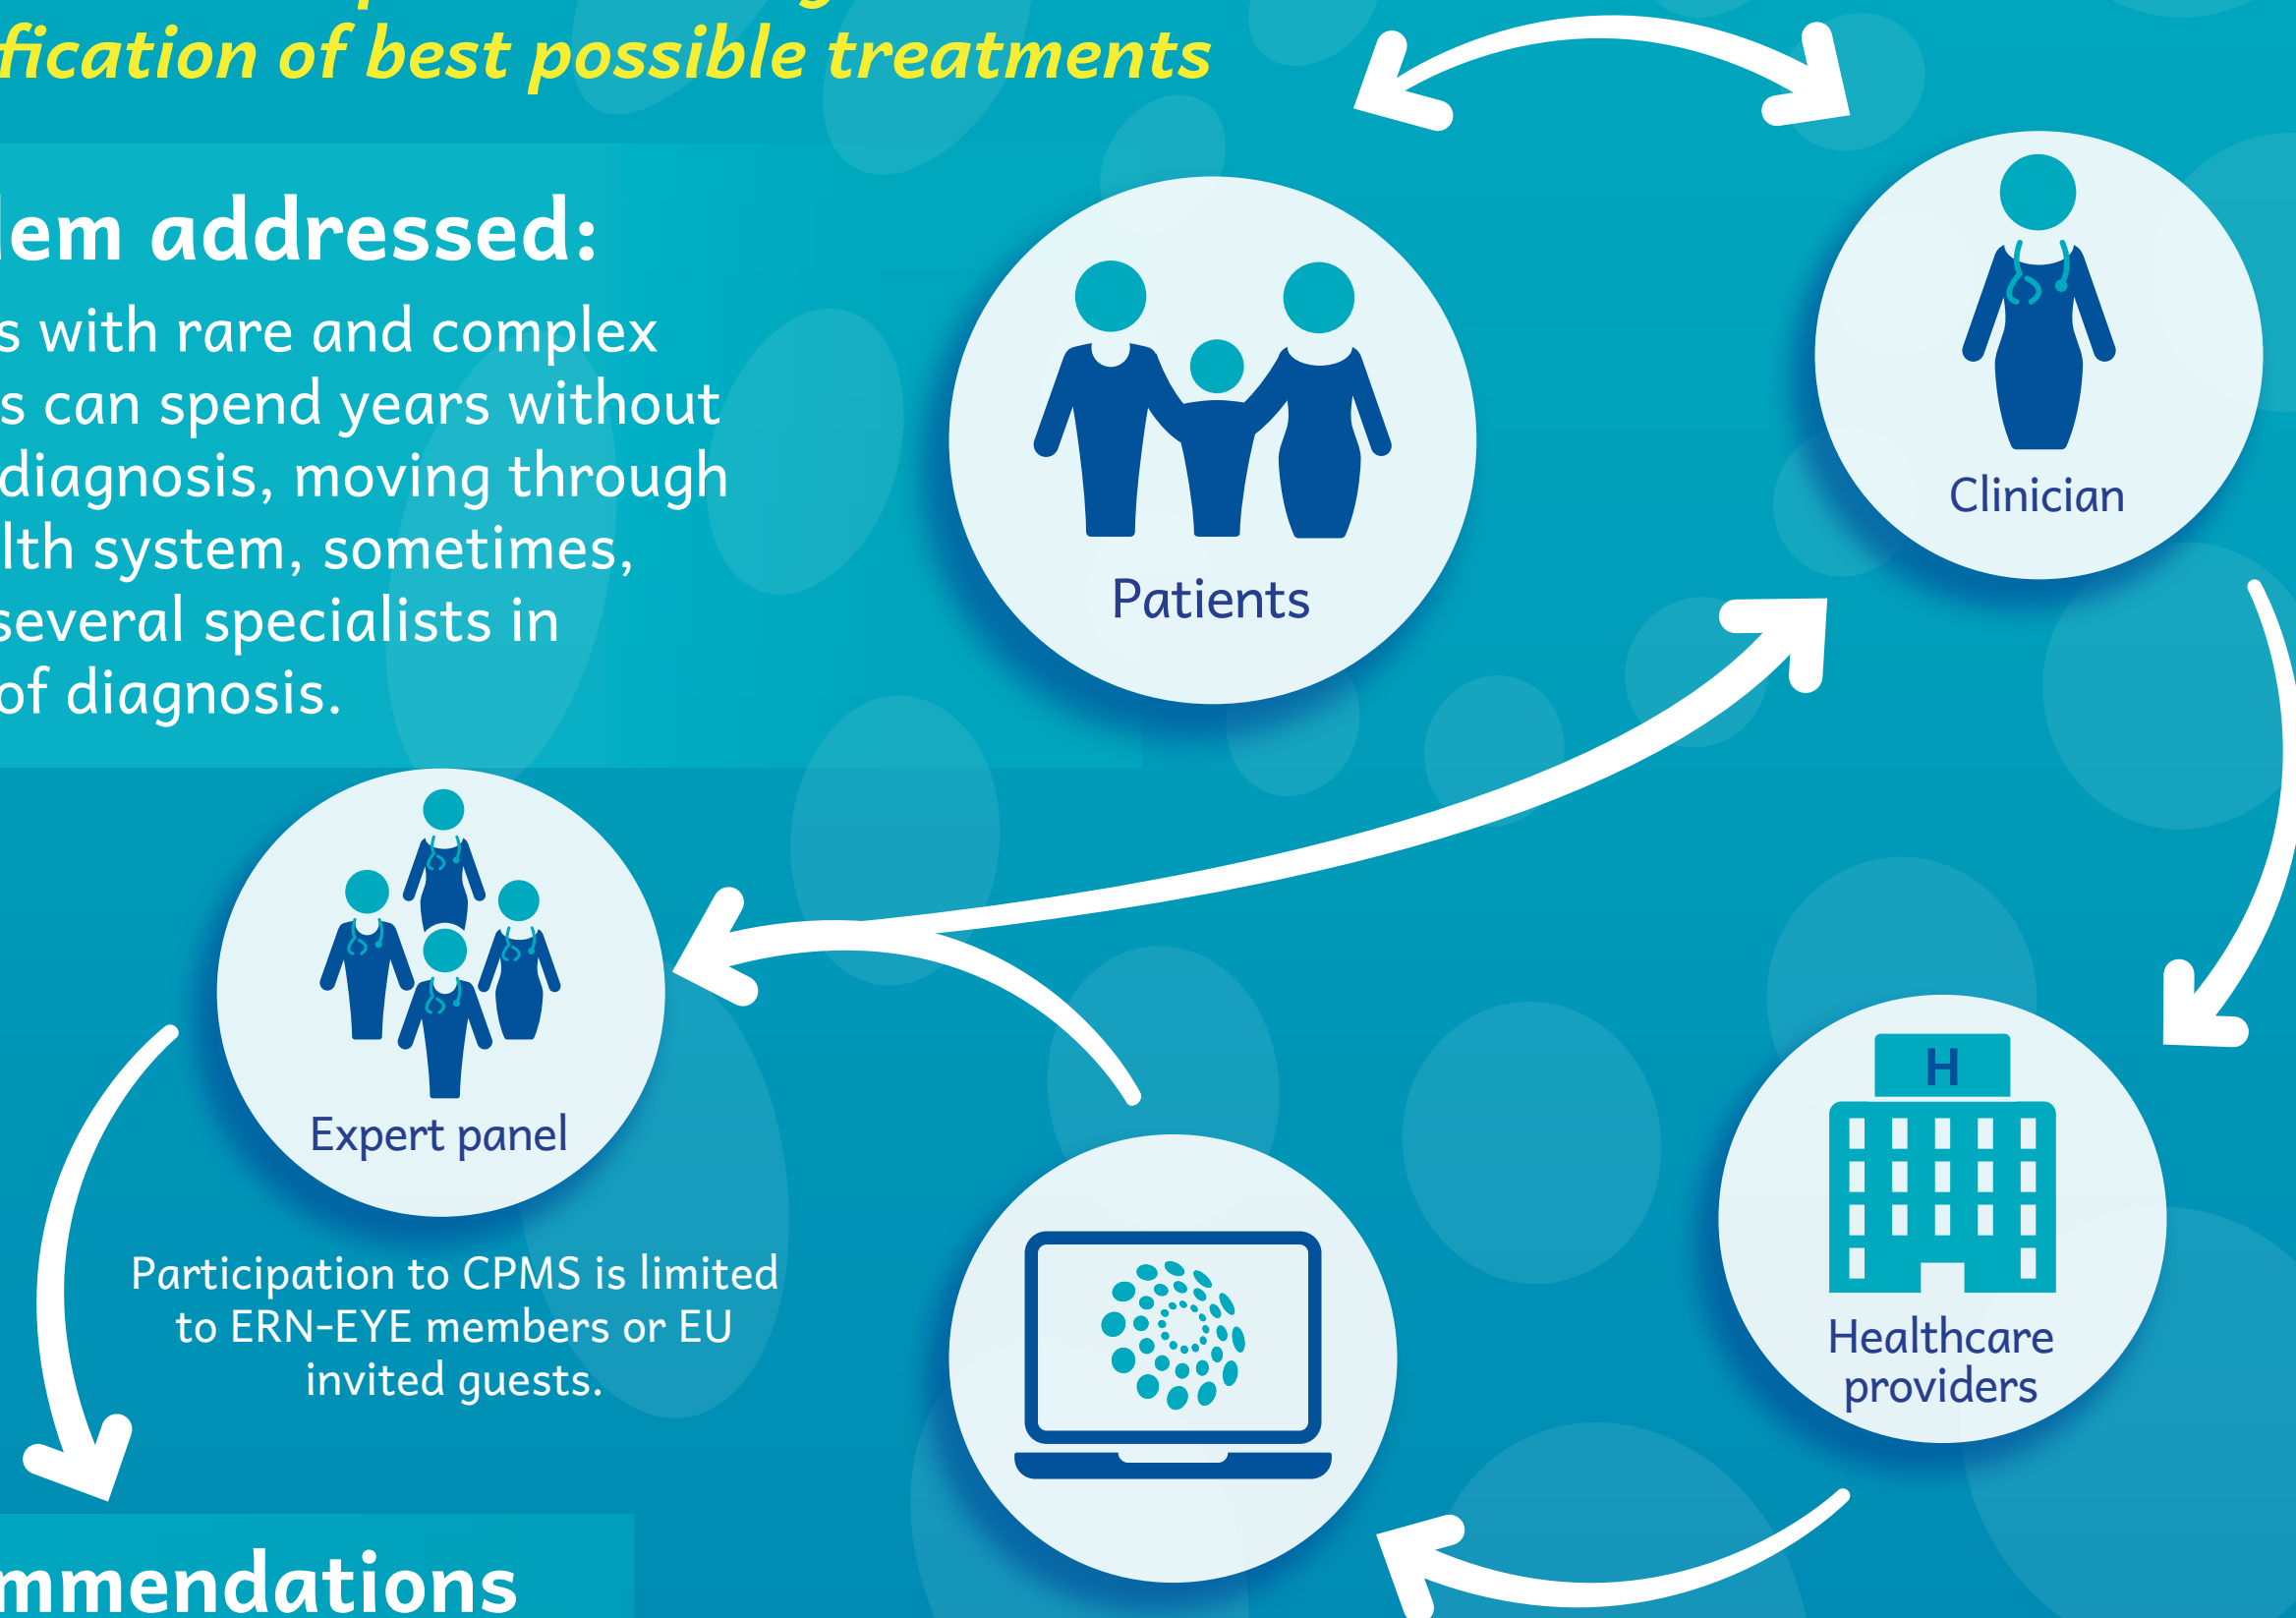 fication of best possible treatments
lem addressed:
s with rare and complex
s can spend years without
diagnosis, moving through
lth system, sometimes,
several specialists in
of diagnosis.
Patients
Clinician
Expert panel
Participation to CPMS is limited
to ERN-EYE members or EU
invited guests.
H
Healthcare
providers
mmendations